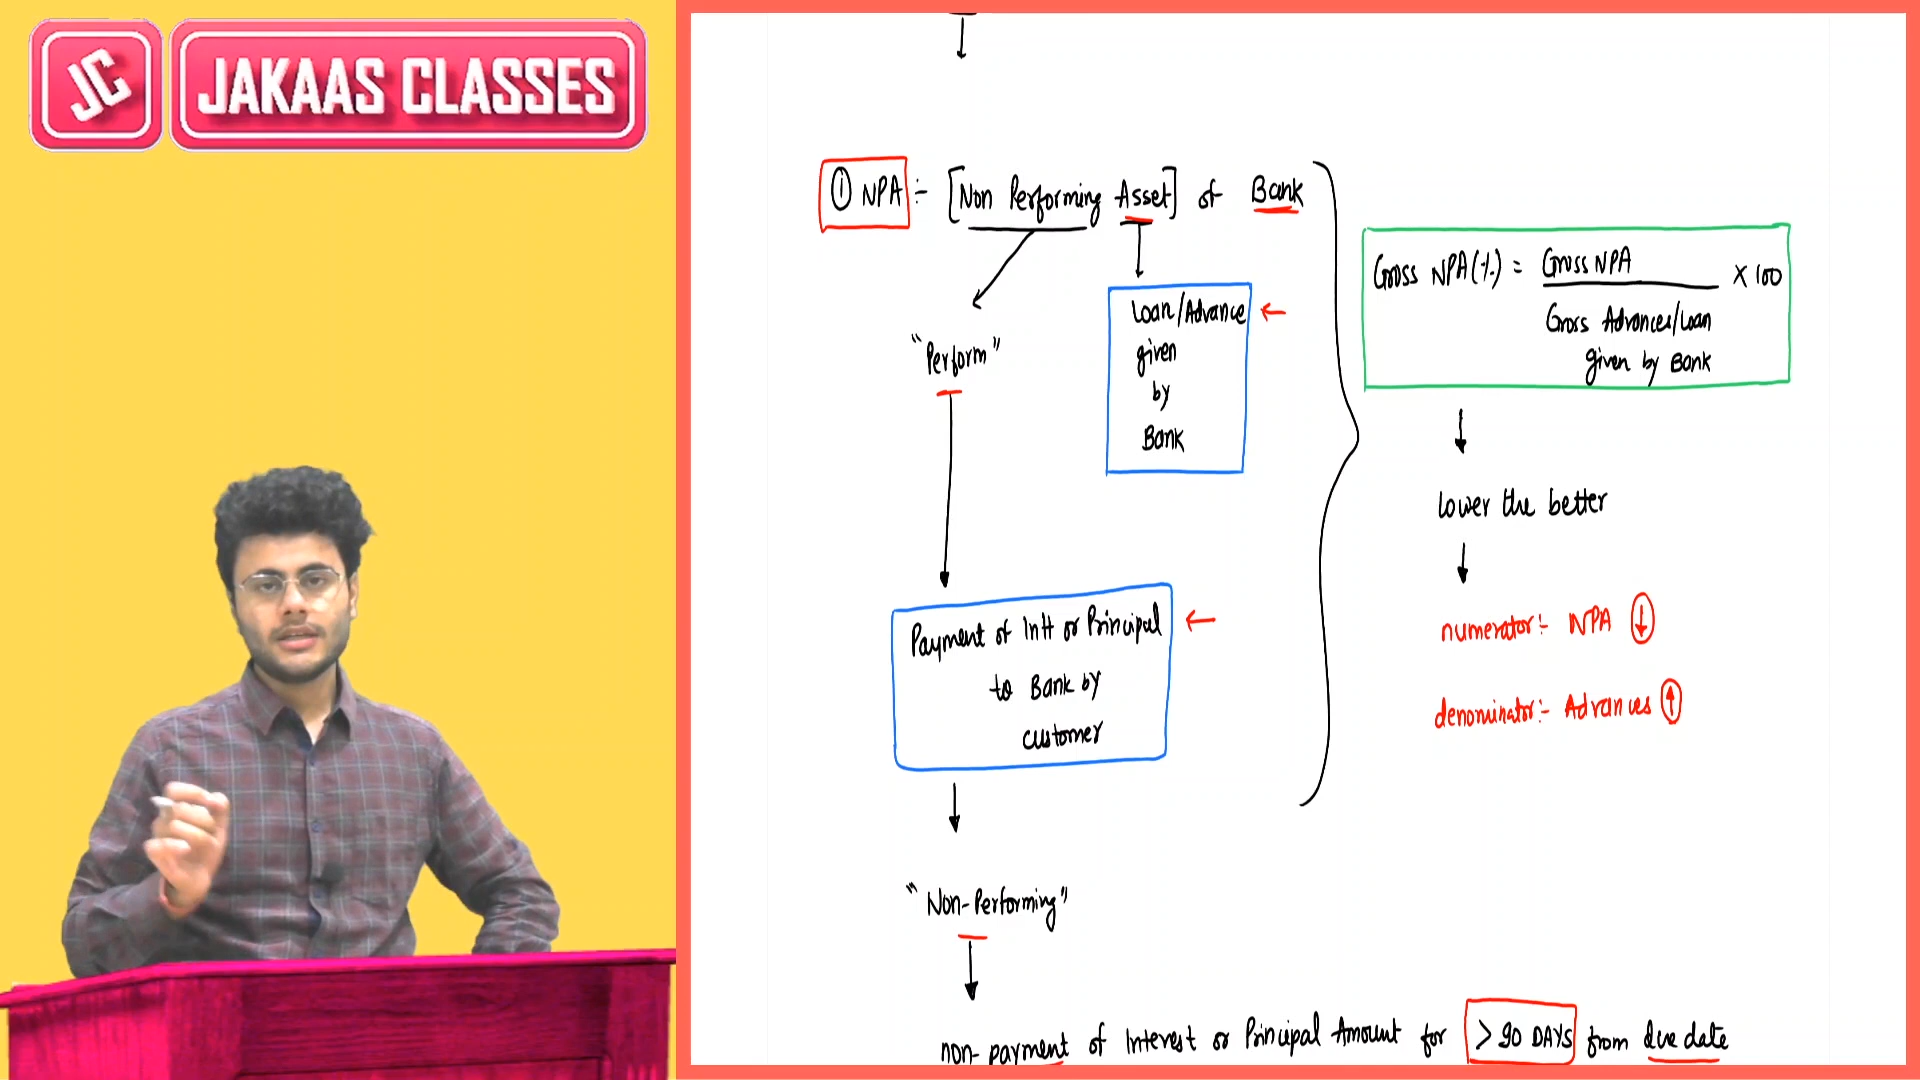 JC JAKAAS CLASSES
① NPA :- [Non Performing Asset] of Bank
"Perform"
Loan/Advance
given
by
Bank
Payment of Intt or Principal
to Bank by
customer
"Non-Performing"
non-payment of Interest or Principal Amount for > 90 DAYS from due date
Gross NPA(%) = Gross NPA
Gross Advances/Loan
given by Bank
X 100
lower the better
numerator:- NPA ↓
denominator:- Advances ↑